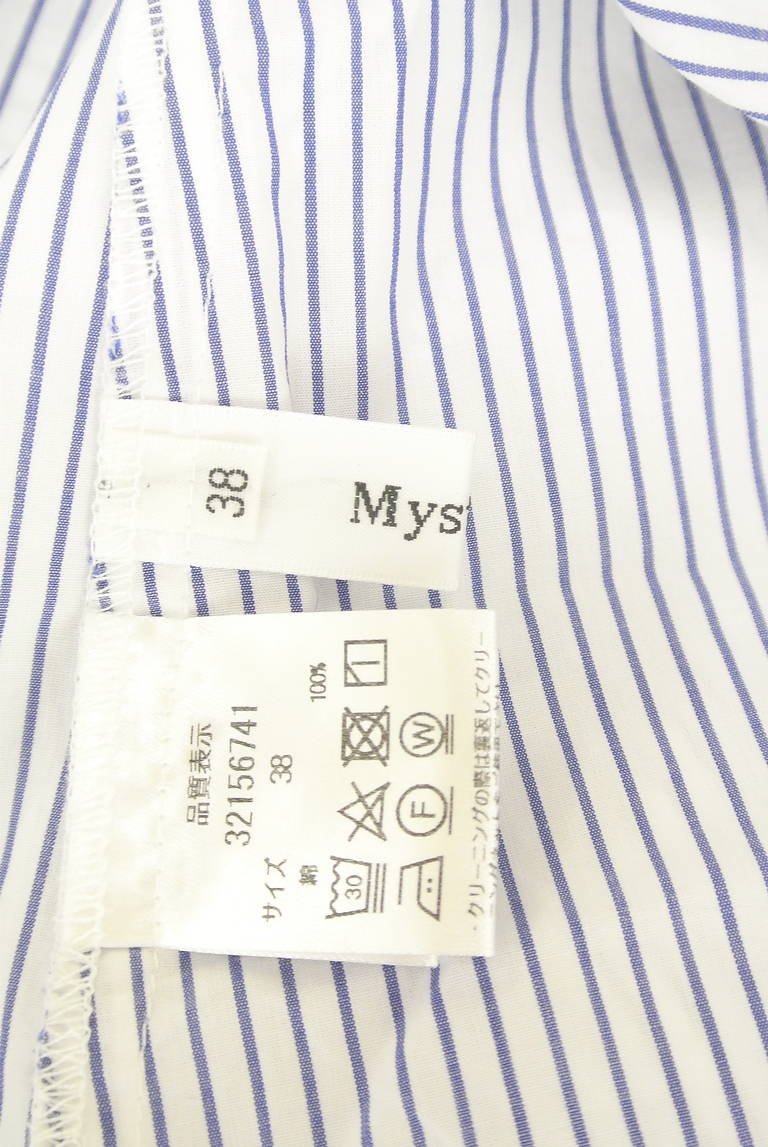 38
Mys
品質表示
32156741
サイズ 38
綿 100%
30
W
F
・クリーニングの際は裏返してクリー